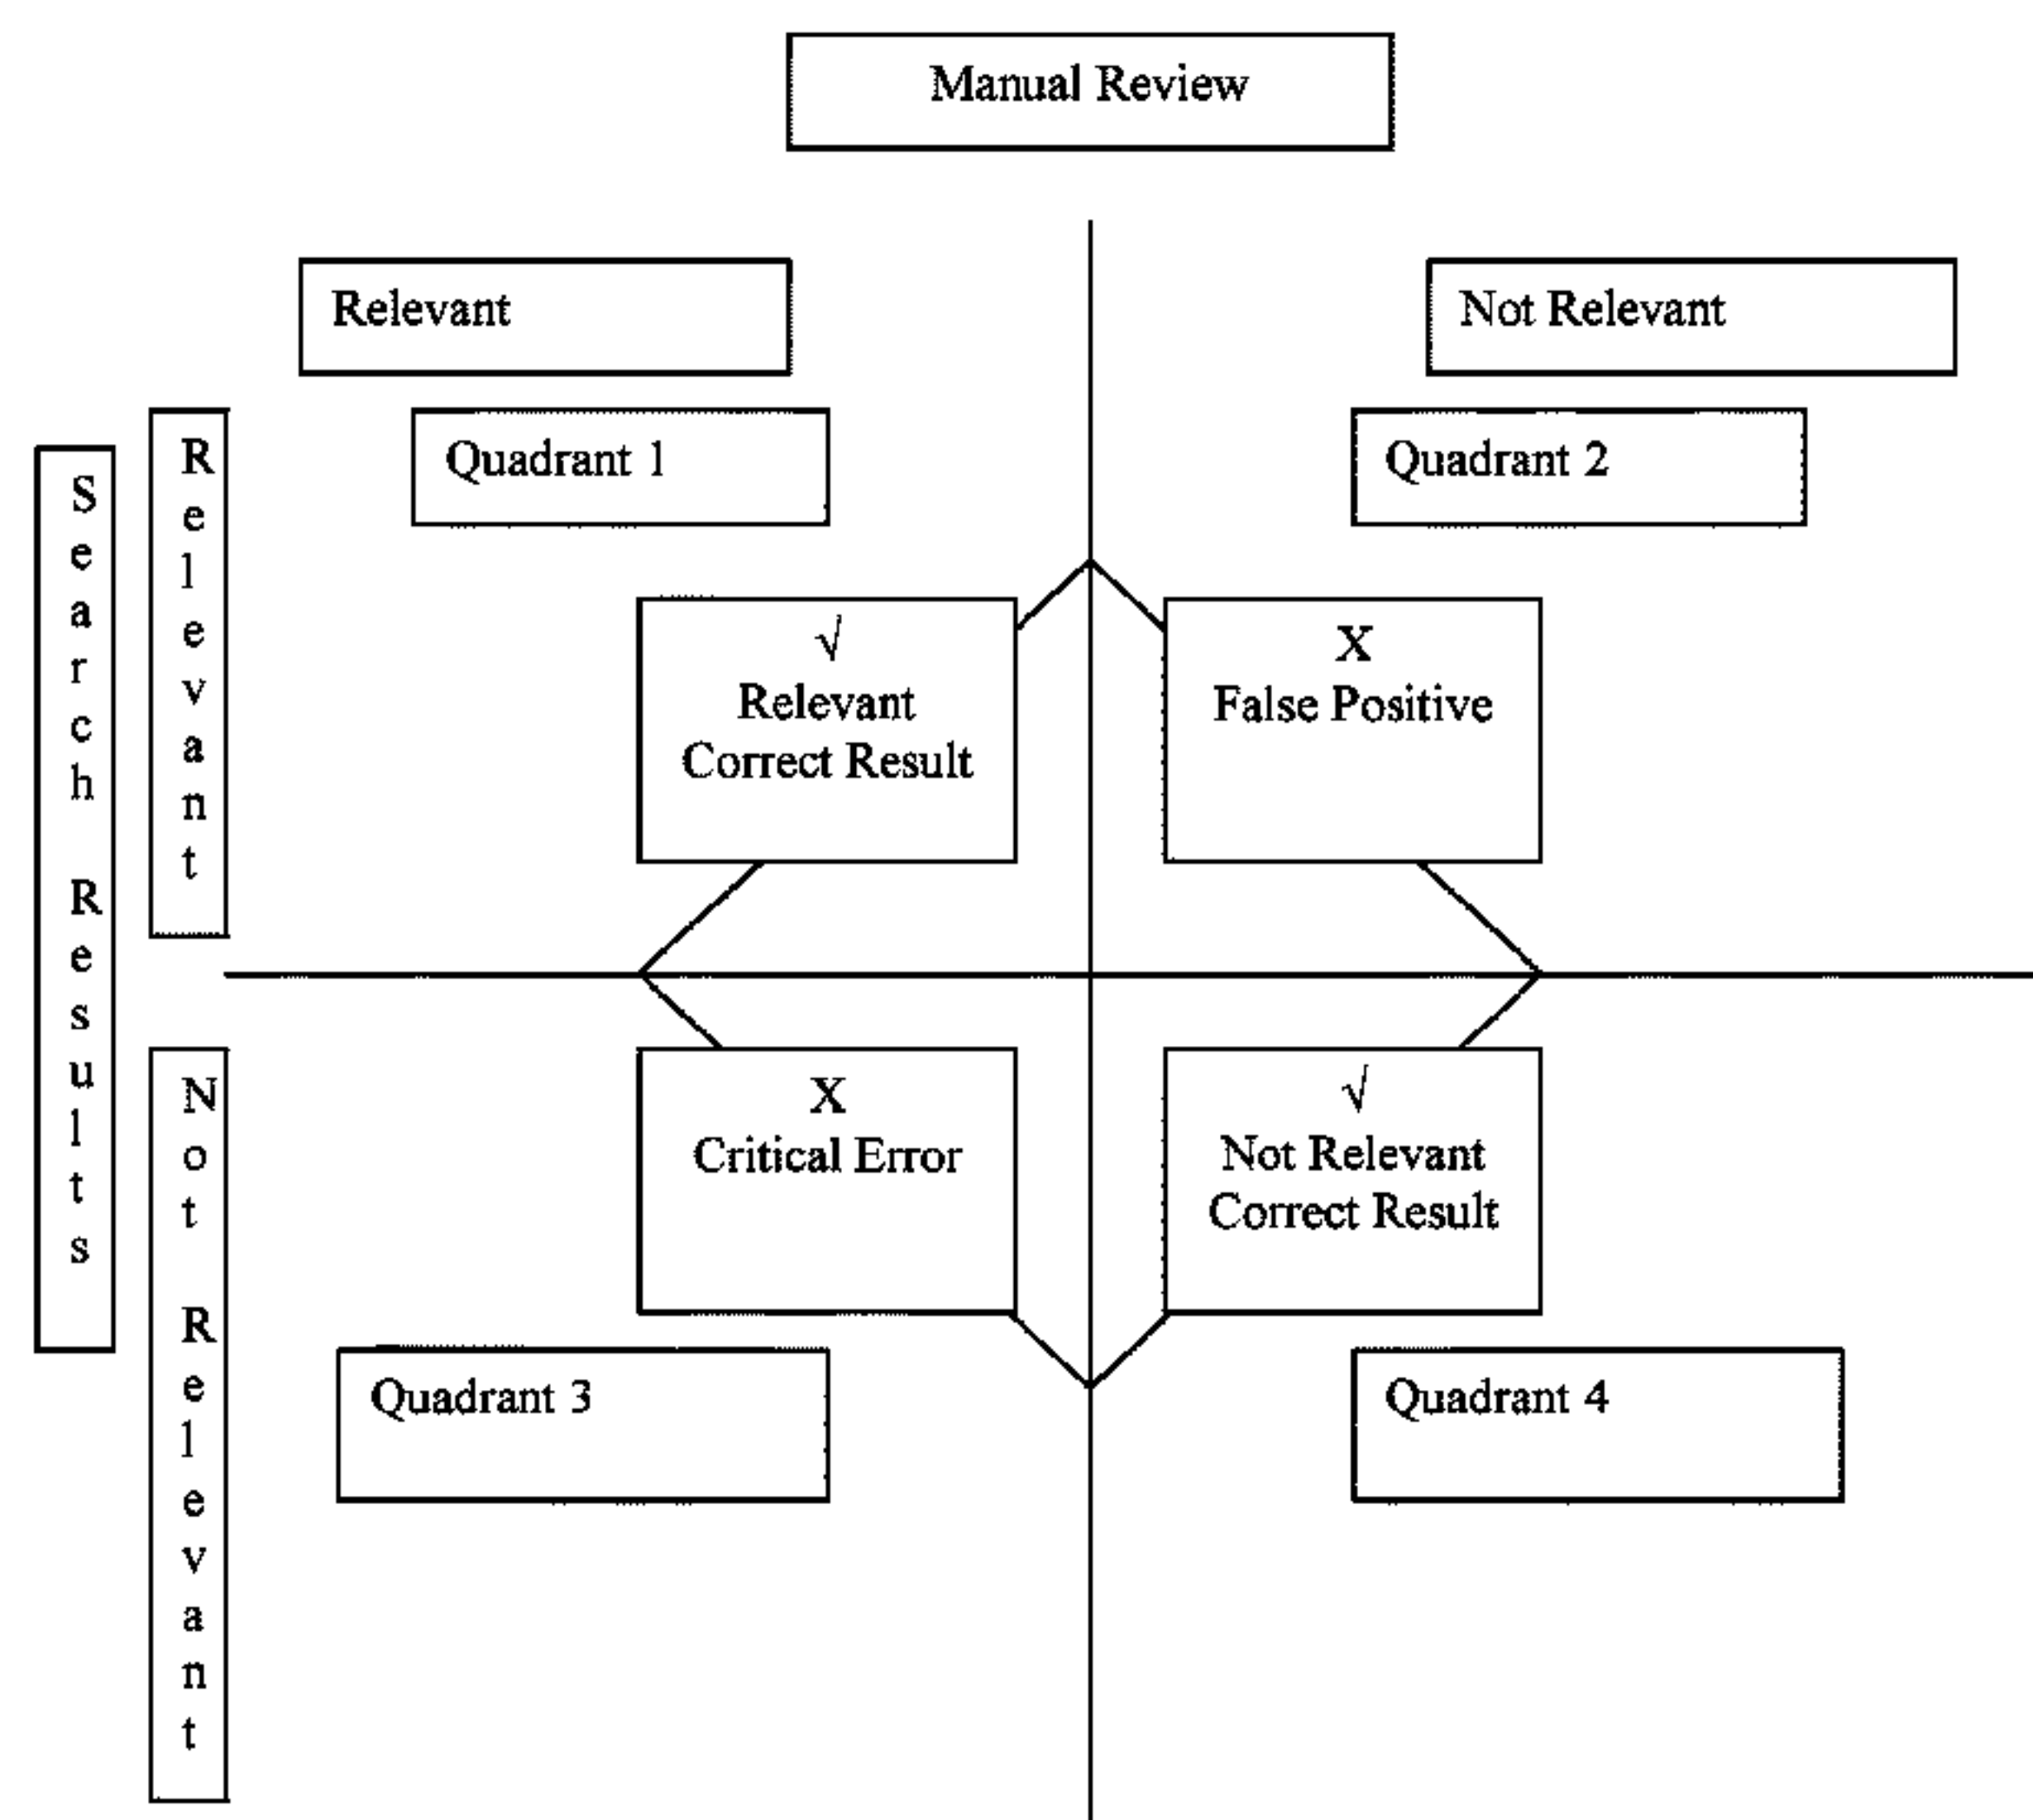 Manual Review
Relevant
Not Relevant
Search Results
Relevant
Quadrant 1
Quadrant 2
√
Relevant
Correct Result
X
False Positive
Not Relevant
X
Critical Error
√
Not Relevant
Correct Result
Quadrant 3
Quadrant 4